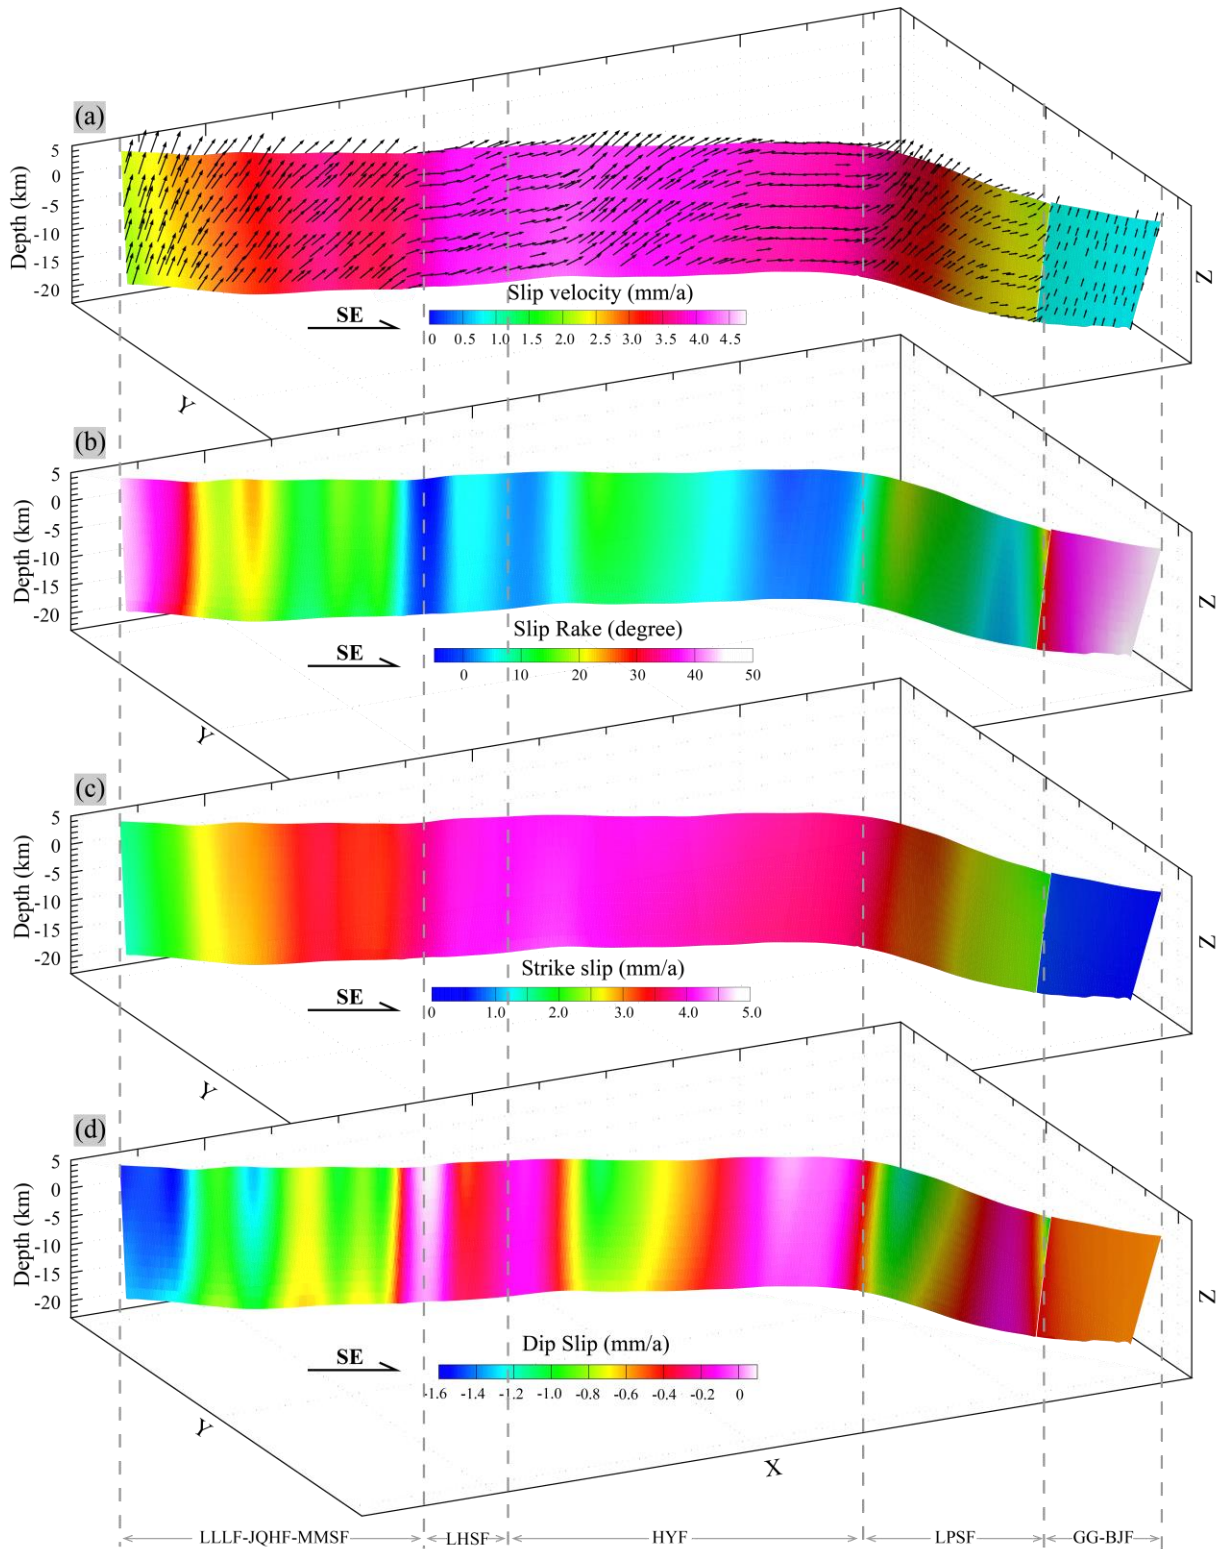 (a)
5
0
-5
-10
-15
-20
Depth (km)
Slip velocity (mm/a)
SE
0 0.5 1.0 1.5 2.0 2.5 3.0 3.5 4.0 4.5
Y
Z
(b)
5
0
-5
-10
-15
-20
Depth (km)
Slip Rake (degree)
SE
0 10 20 30 40 50
Y
Z
(c)
5
0
-5
-10
-15
-20
Depth (km)
Strike slip (mm/a)
SE
0 1.0 2.0 3.0 4.0 5.0
Y
Z
(d)
5
0
-5
-10
-15
-20
Depth (km)
Dip Slip (mm/a)
SE
-1.6 -1.4 -1.2 -1.0 -0.8 -0.6 -0.4 -0.2 0
Y
Z
X
LLLF-JQHF-MMSF LHSF HYF LPSF GG-BJF